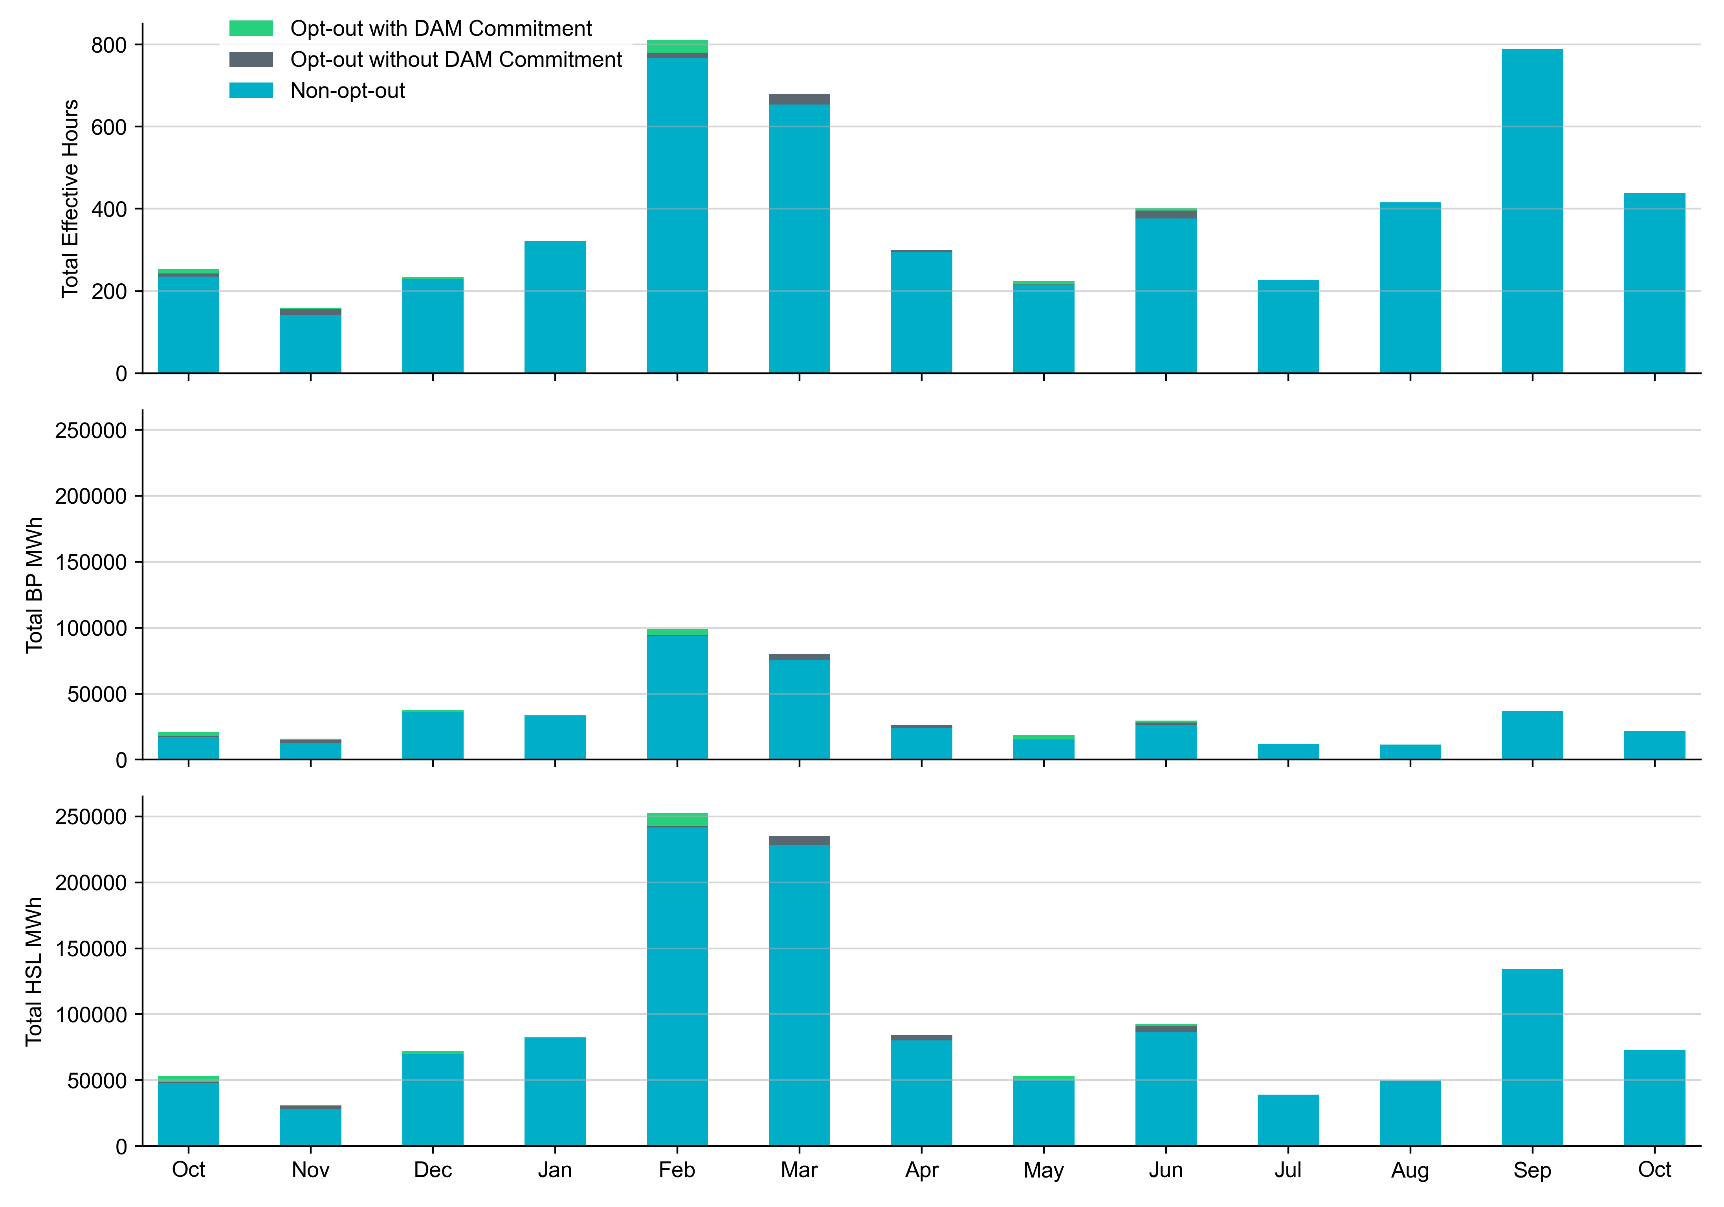 Opt-out with DAM Commitment
Opt-out without DAM Commitment
Non-opt-out
Total Effective Hours
800
600
400
200
0
Total BP MWh
250000
200000
150000
100000
50000
0
Total HSL MWh
250000
200000
150000
100000
50000
0
Oct Nov Dec Jan Feb Mar Apr May Jun Jul Aug Sep Oct